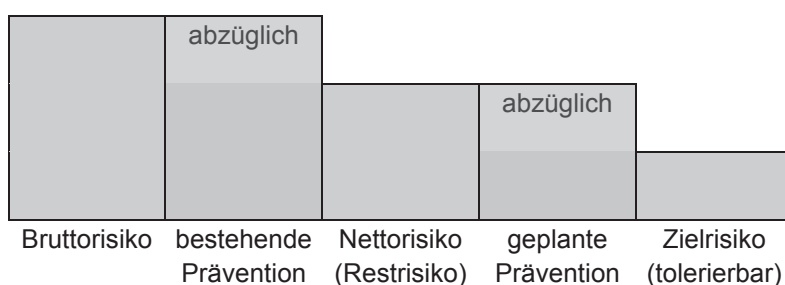 abzüglich
abzüglich
Bruttorisiko
bestehende
Prävention
Nettorisiko
(Restrisiko)
geplante
Prävention
Zielrisiko
(tolerierbar)